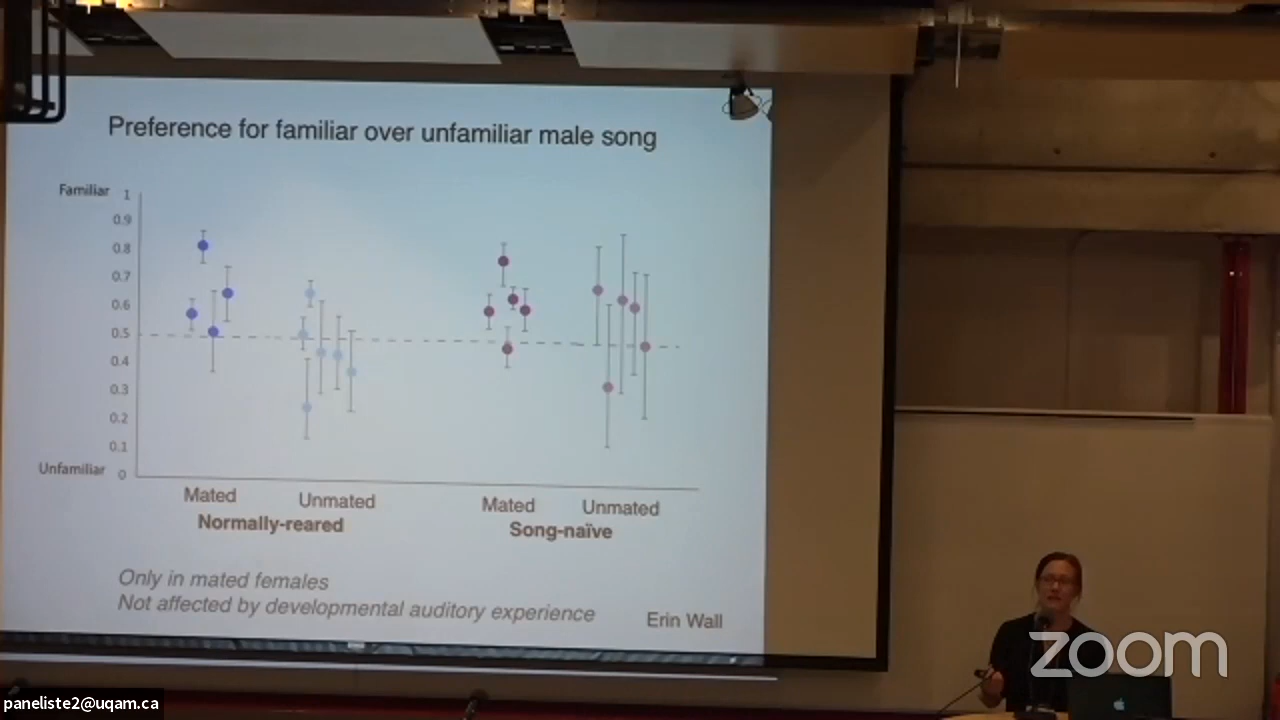 Preference for familiar over unfamiliar male song
Familiar
1
0.9
0.8
0.7
0.6
0.5
0.4
0.3
0.2
0.1
Unfamiliar 0
Mated Unmated Mated Unmated
Normally-reared Song-naïve
Only in mated females
Not affected by developmental auditory experience
Erin Wall
zoom
paneliste2@uqam.ca